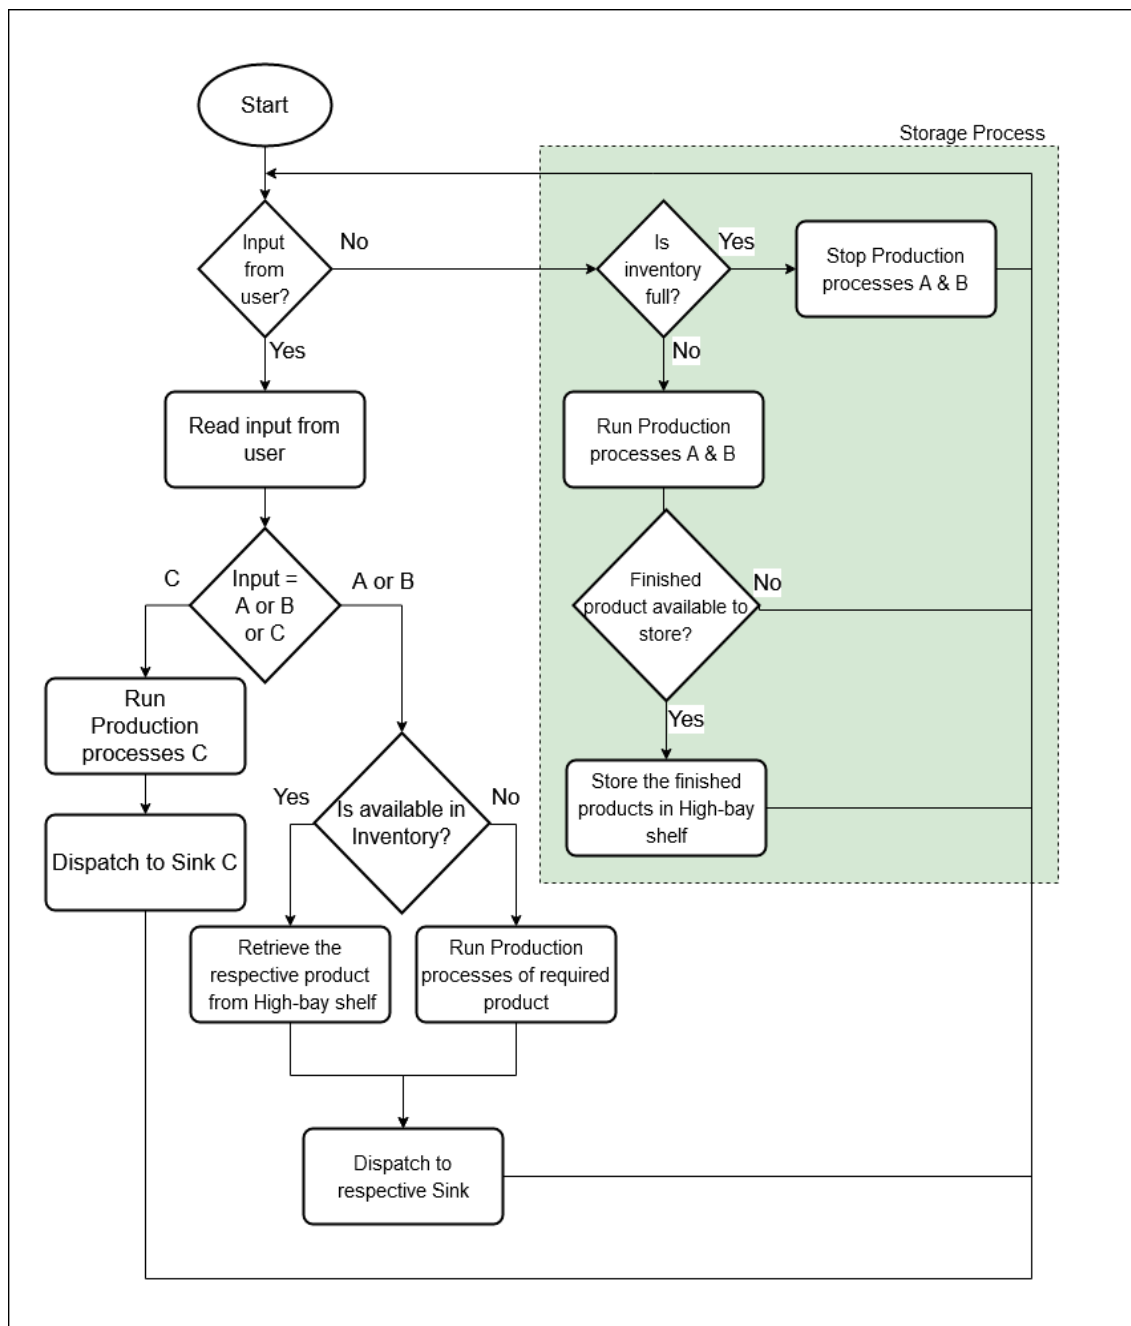 Start
Storage Process
Input
from
user?
No
Yes
Is
inventory
full?
Yes
Stop Production
processes A & B
No
Read input from
user
Run Production
processes A & B
Input =
A or B
or C
C
A or B
Finished
product available to
store?
No
Yes
Run
Production
processes C
Store the finished
products in High-bay
shelf
Is available in
Inventory?
Yes
No
Dispatch to Sink C
Retrieve the
respective product
from High-bay shelf
Run Production
processes of required
product
Dispatch to
respective Sink